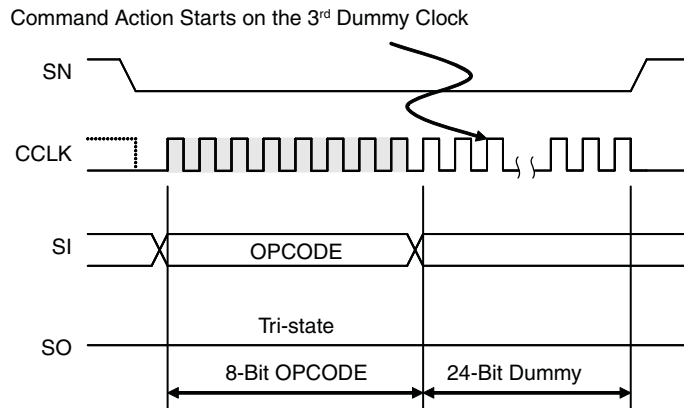 Command Action Starts on the 3rd Dummy Clock
SN
CCLK
SI
OPCODE
Tri-state
SO
8-Bit OPCODE
24-Bit Dummy